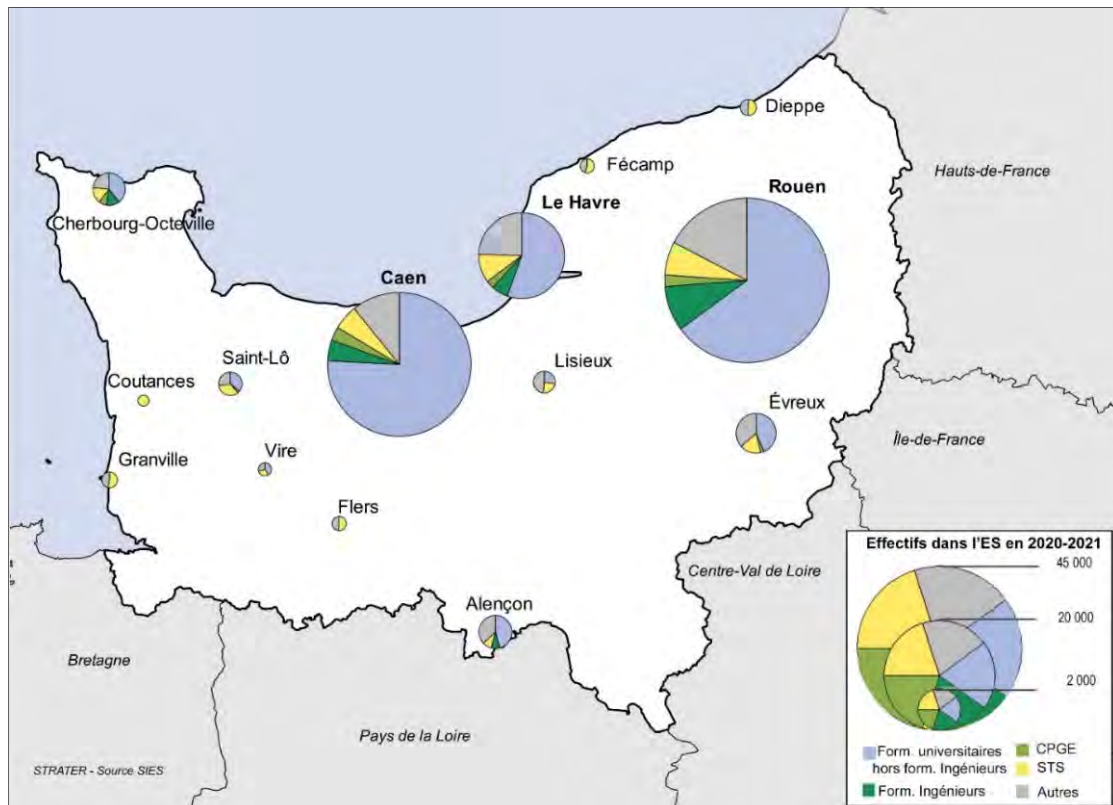 Dieppe
Fécamp
Hauts-de-France
Rouen
Le Havre
Cherbourg-Octeville
Caen
Saint-Lô
Lisieux
Coutances
Évreux
Île-de-France
Vire
Granville
Flers
Centre-Val de Loire
Alençon
Bretagne
Pays de la Loire
STRATER - Source SIES
Effectifs dans l'ES en 2020-2021
45 000
20 000
2 000
Form. universitaires
hors form. Ingénieurs
Form. Ingénieurs
CPGE
STS
Autres